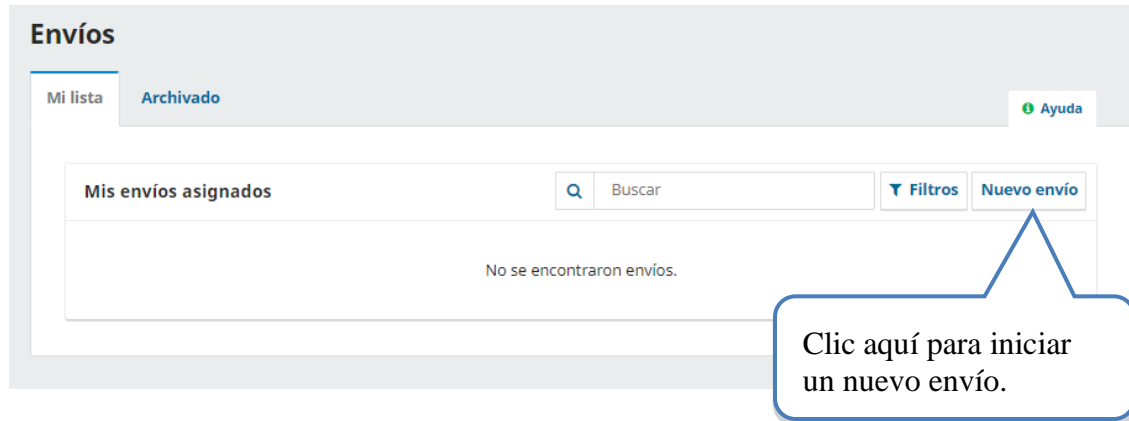 Envíos
Mi lista
Archivado
Ayuda
Mis envíos asignados
Buscar
Filtros
Nuevo envío
No se encontraron envíos.
Clic aquí para iniciar
un nuevo envío.